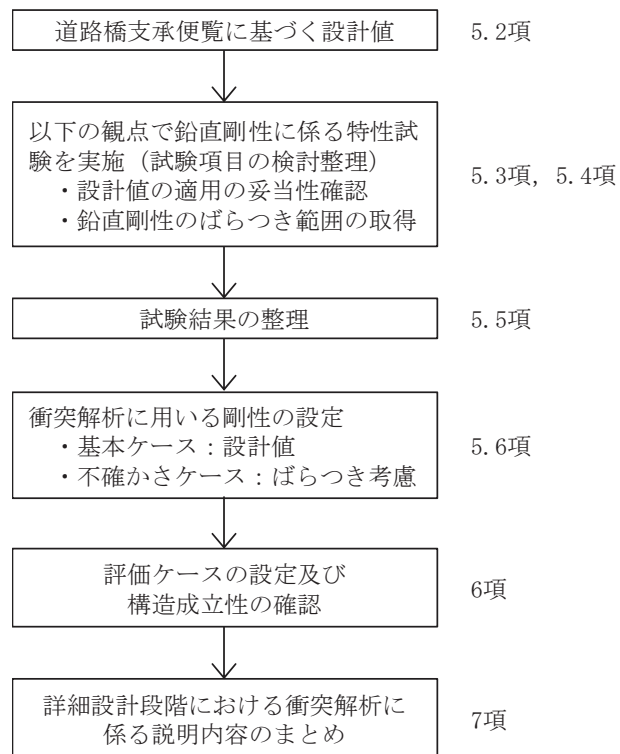 道路橋支承便覧に基づく設計値
5.2項
以下の観点で鉛直剛性に係る特性試
験を実施（試験項目の検討整理）
・設計値の適用の妥当性確認
・鉛直剛性のばらつき範囲の取得
5.3項, 5.4項
試験結果の整理
5.5項
衝突解析に用いる剛性の設定
・基本ケース：設計値
・不確かさケース：ばらつき考慮
5.6項
評価ケースの設定及び
構造成立性の確認
6項
詳細設計段階における衝突解析に
係る説明内容のまとめ
7項